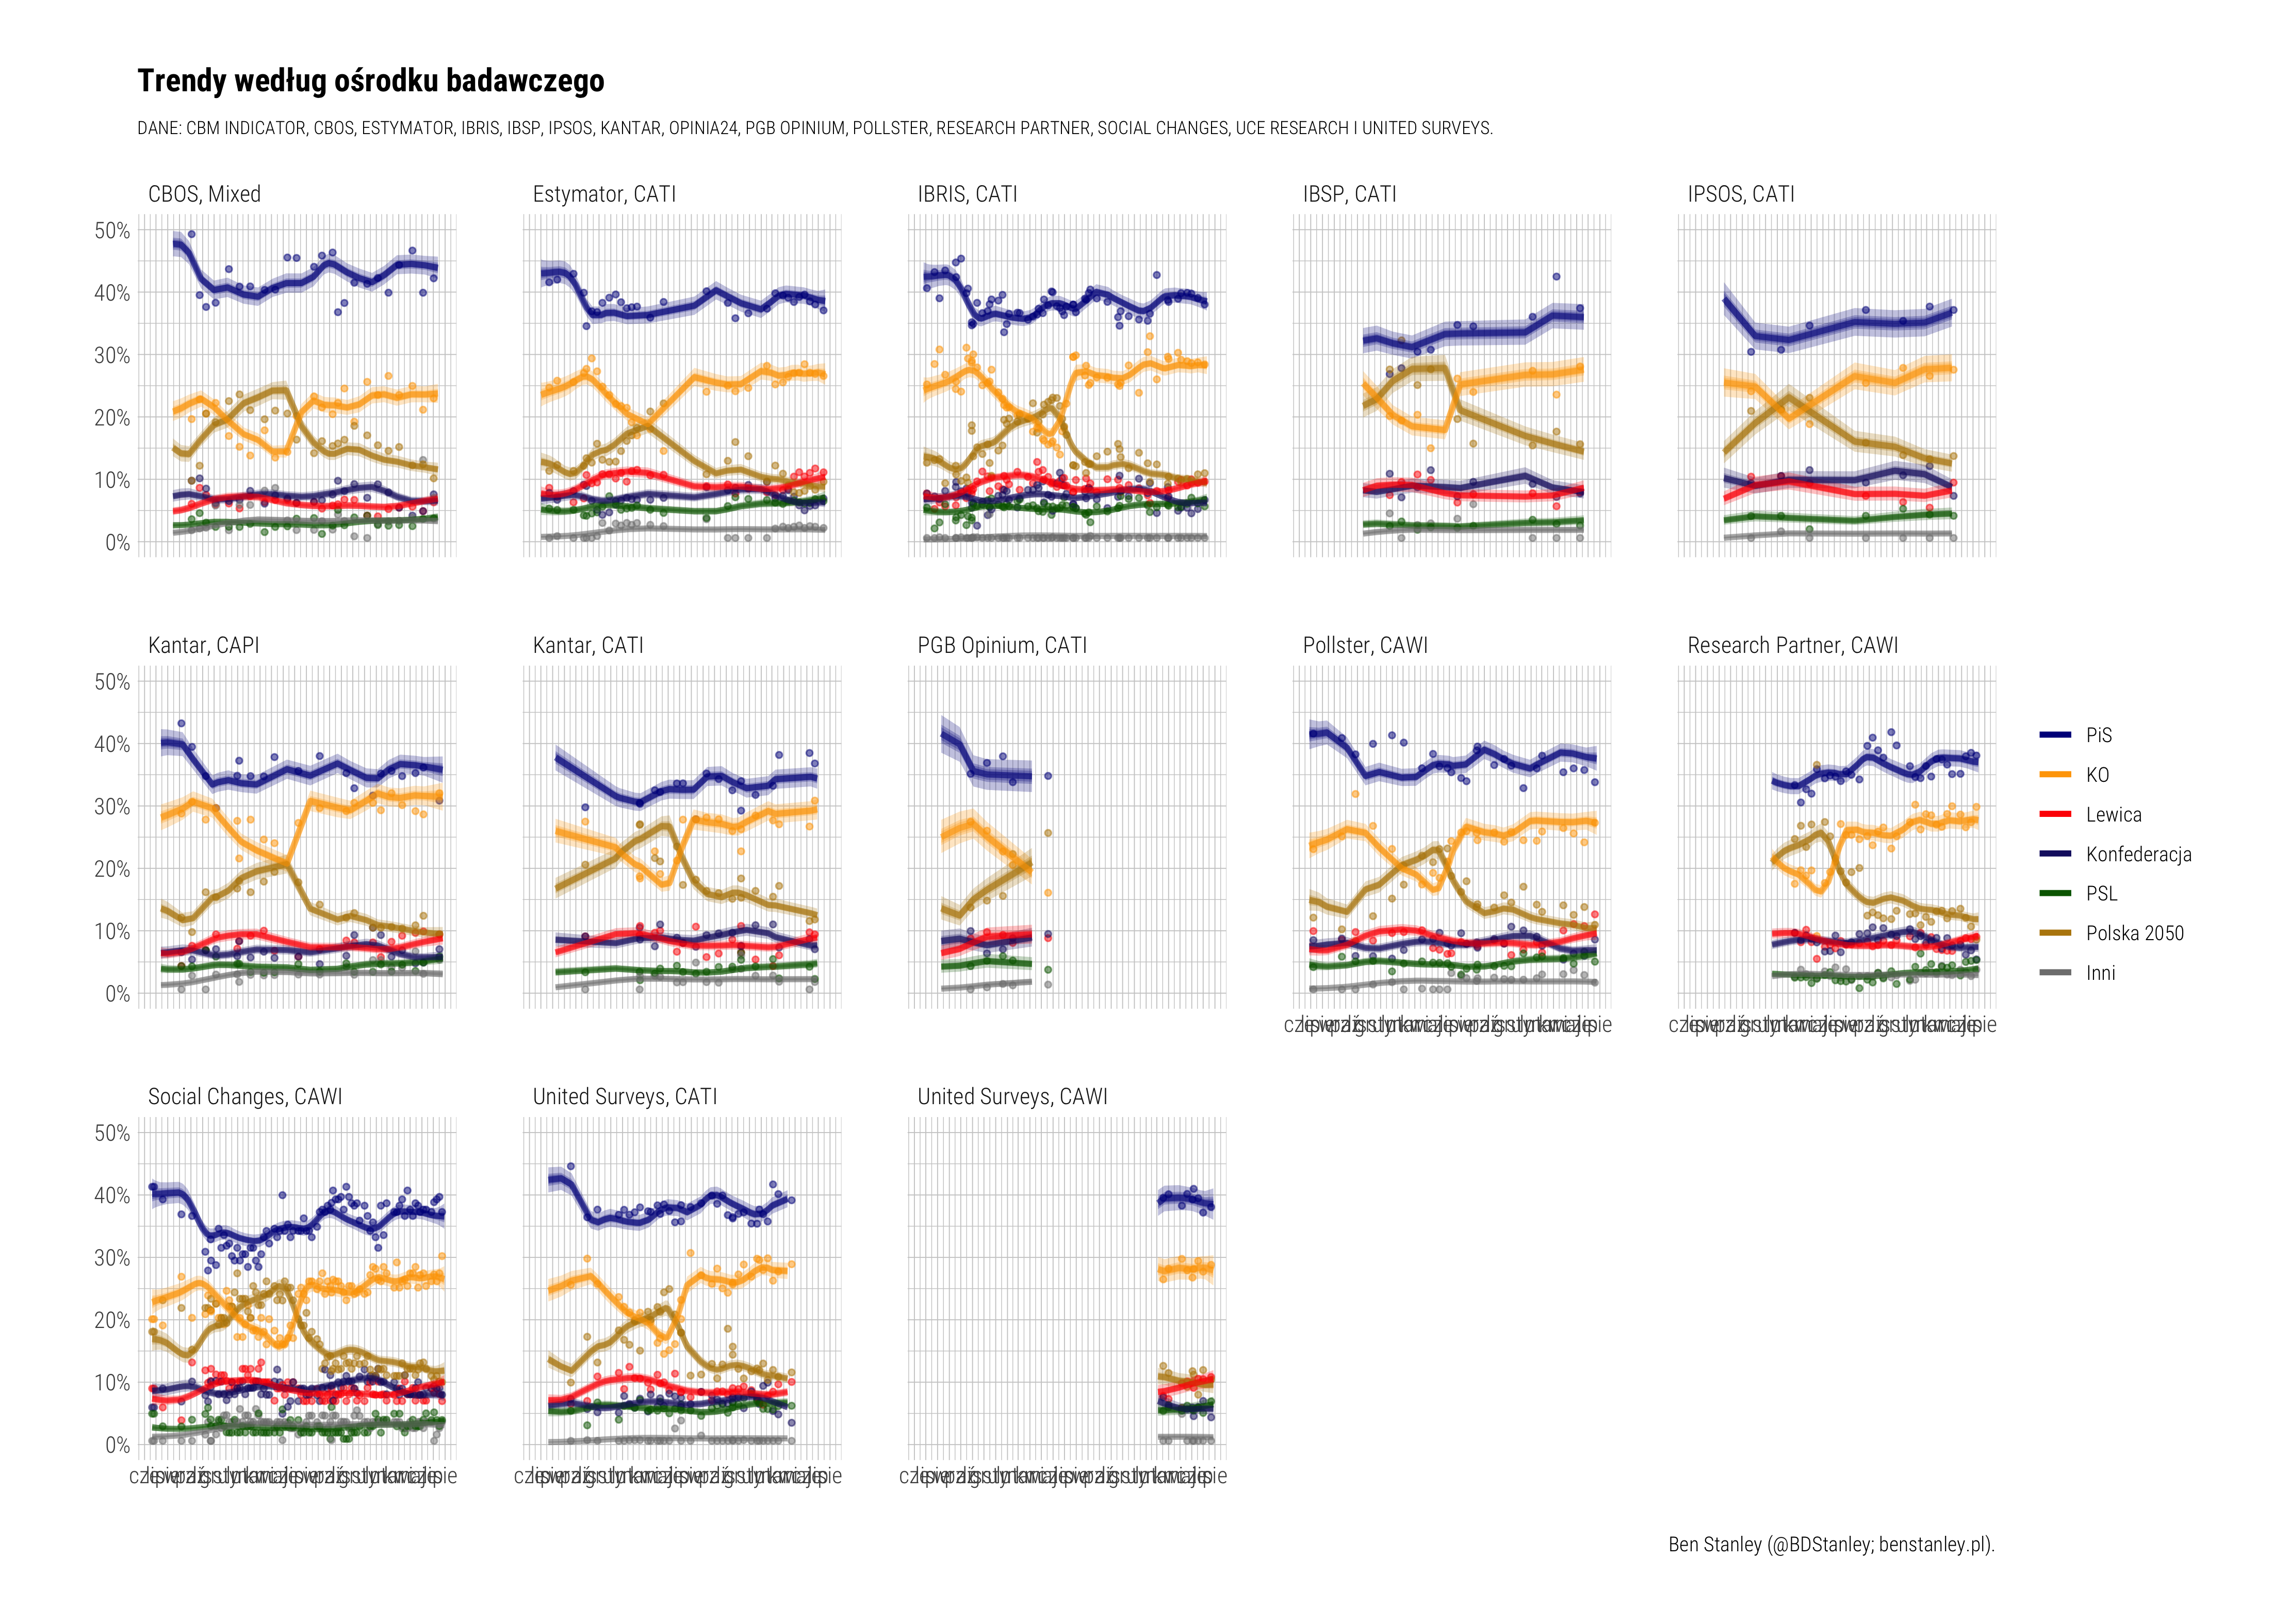 Trendy według ośrodku badawczego
DANE: CBM INDICATOR, CBOS, ESTYMATOR, IBRIS, IBSP, IPSOS, KANTAR, OPINIA24, PGB OPINIUM, POLLSTER, RESEARCH PARTNER, SOCIAL CHANGES, UCE RESEARCH I UNITED SURVEYS.
CBOS, Mixed
Estymator, CATI
IBRIS, CATI
IBSP, CATI
IPSOS, CATI
50%
40%
30%
20%
10%
0%
Kantar, CAPI
Kantar, CATI
PGB Opinium, CATI
Pollster, CAWI
Research Partner, CAWI
50%
40%
30%
20%
10%
0%
PiS
KO
Lewica
Konfederacja
PSL
Polska 2050
Inni
Social Changes, CAWI
United Surveys, CATI
United Surveys, CAWI
50%
40%
30%
20%
10%
0%
Ben Stanley (@BDStanley; benstanley.pl).